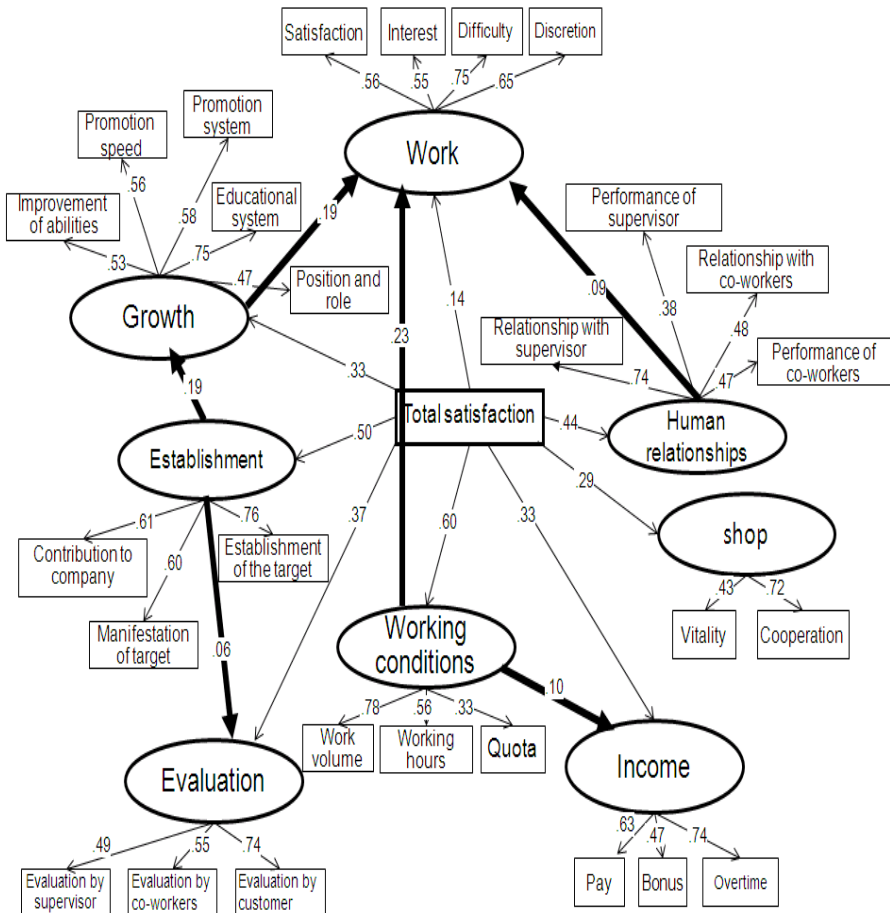 Satisfaction
Interest
Difficulty
Discretion
.56
.55
.75
.65
Work
Promotion
speed
Promotion
system
Improvement
of abilities
Educational
system
Position and
role
.53
.56
.58
.75
.47
Growth
.19
.23
.14
.09
Performance of
supervisor
Relationship with
co-workers
Relationship with
supervisor
Performance of
co-workers
.74
.38
.48
.47
Human
relationships
.33
.19
Total satisfaction
.44
.50
.29
Establishment
.37
.60
.33
shop
.43
.72
Vitality
Cooperation
.61
.60
.76
Contribution to
company
Establishment
of the target
Manifestation
of target
.06
Working
conditions
.10
.78
.56
.33
Work
volume
Working
hours
Quota
Evaluation
Income
.49
.55
.74
Evaluation by
supervisor
Evaluation by
co-workers
Evaluation by
customer
.63
.47
.74
Pay
Bonus
Overtime